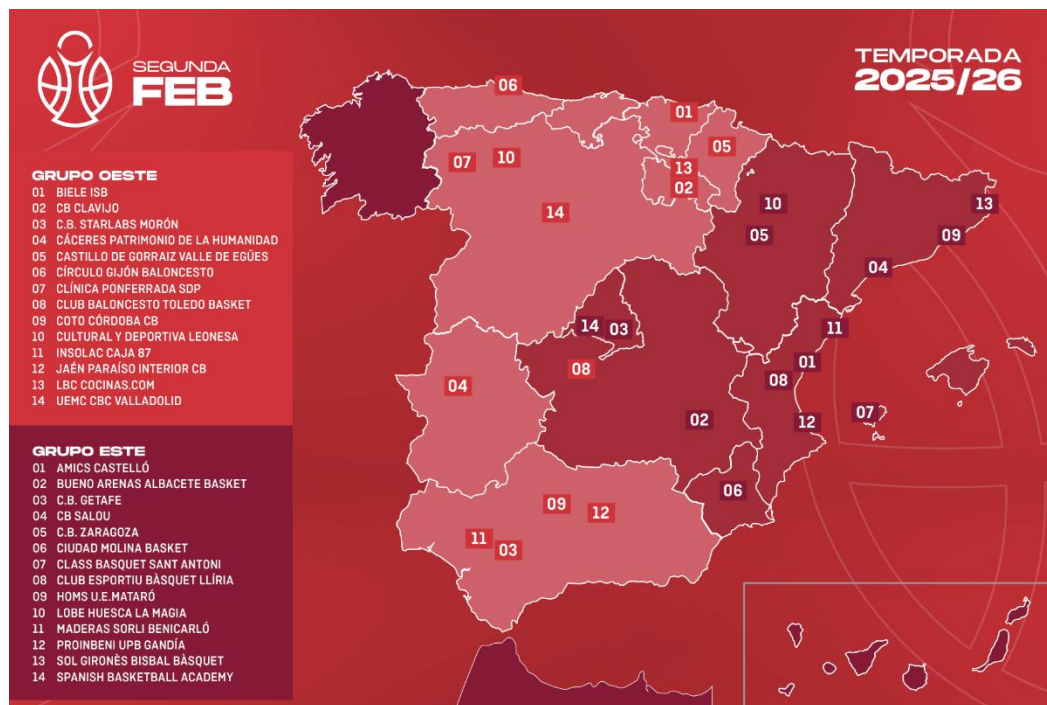 SEGUNDA
FEB
TEMPORADA
2025/26
GRUPO OESTE
01 BIELE ISB
02 CB CLAVIJO
03 C.B. STARLABS MORÓN
04 CÁCERES PATRIMONIO DE LA HUMANIDAD
05 CASTILLO DE GORRAIZ VALLE DE EGÜES
06 CÍRCULO GIJÓN BALONCESTO
07 CLÍNICA PONFERRADA SDP
08 CLUB BALONCESTO TOLEDO BASKET
09 COTO CÓRDOBA CB
10 CULTURAL Y DEPORTIVA LEONESA
11 INSOLAC CAJA 87
12 JAÉN PARAÍSO INTERIOR CB
13 LBC COCINAS.COM
14 UEMC CBC VALLADOLID
GRUPO ESTE
01 AMICS CASTELLÓ
02 BUENO ARENAS ALBACETE BASKET
03 C.B. GETAFE
04 CB SALOU
05 C.B. ZARAGOZA
06 CIUDAD MOLINA BASKET
07 CLASS BASQUET SANT ANTONI
08 CLUB ESPORTIU BÀSQUET LLÍRIA
09 HOMS U.E.MATARÓ
10 LOBE HUESCA LA MAGIA
11 MADERAS SORLI BENICARLÓ
12 PROINBENI UPB GANDÍA
13 SOL GIRONÈS BISBAL BÀSQUET
14 SPANISH BASKETBALL ACADEMY
06
01
05
07
10
13
02
14
10
13
05
09
04
14
03
11
01
08
08
04
02
07
12
06
09
12
11
03